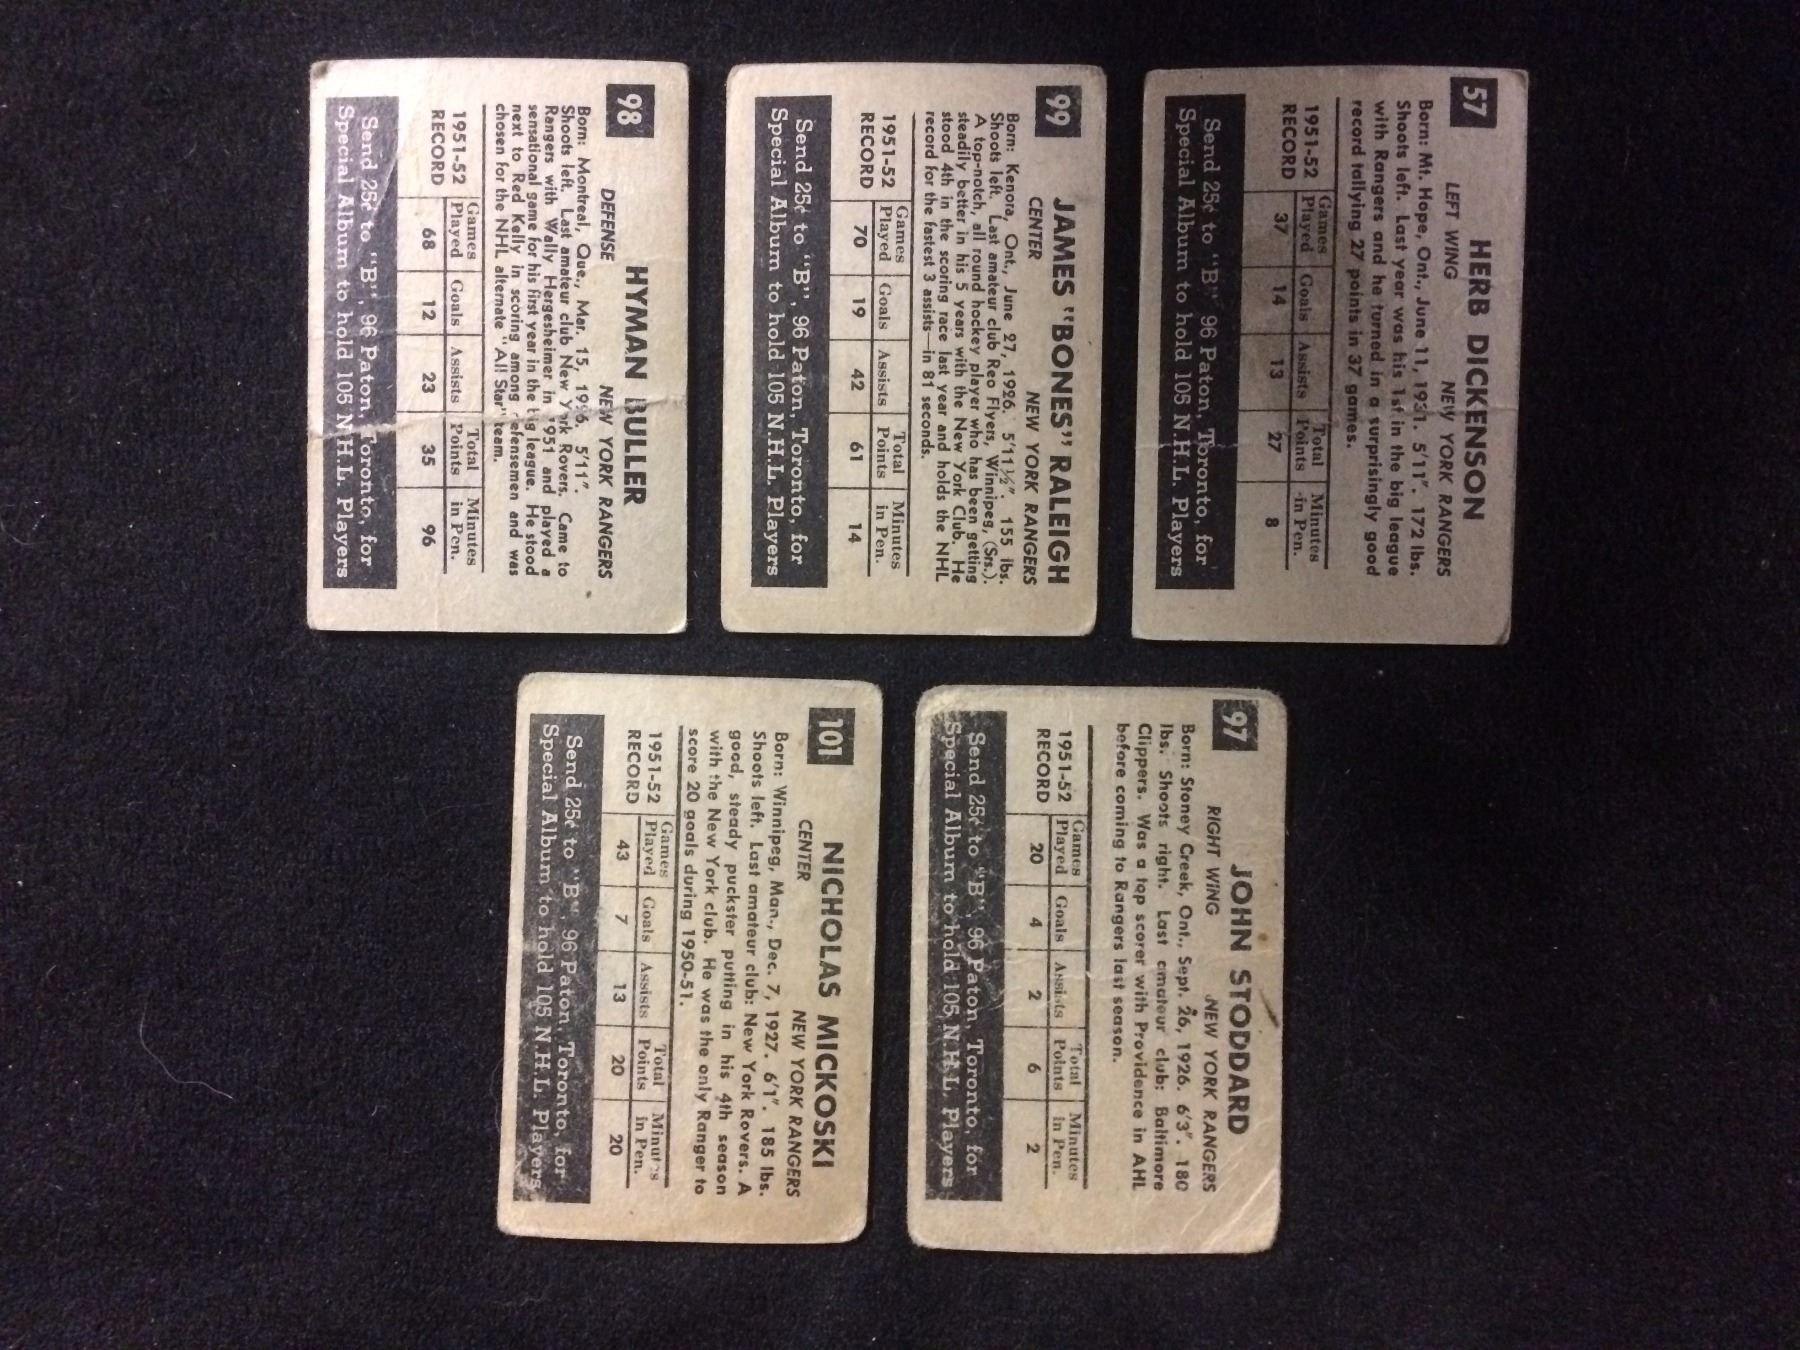 98
HYMAN BULLER
DEFENSE NEW YORK RANGERS
Born: Montreal, Que., Mar. 15, 1926. 5'11".
Shoots left. Last amateur club New York Rovers. Came to
Rangers with Wally Hergesheimer in 1951 and played a
sensational game for his first year in the big league. He stood
next to Red Kelly in scoring among defensemen and was
chosen for the NHL alternate "All Star" team.
1951-52 RECORD
Games Played Goals Assists Total Points Minutes in Pen.
68 12 23 35 96
Send 25¢ to "B", 96 Paton, Toronto, for
Special Album to hold 105 N.H.L. Players
99
JAMES "BONES" RALEIGH
CENTER NEW YORK RANGERS
Born: Kenora, Ont., June 27, 1926. 5'11½". 155 lbs.
Shoots left. Last amateur club Reo Flyers, Winnipeg, (Srs.).
A top-notch, all round hockey player who has been getting
steadily better in his 5 years with the New York Club. He
stood 4th in the scoring race last year and holds the NHL
record for the fastest 3 assists—in 81 seconds.
1951-52 RECORD
Games Played Goals Assists Total Points Minutes in Pen.
70 19 42 61 14
Send 25¢ to "B", 96 Paton, Toronto, for
Special Album to hold 105 N.H.L. Players
57
HERB DICKENSON
LEFT WING NEW YORK RANGERS
Born: Mt. Hope, Ont., June 11, 1931. 5'11". 172 lbs.
Shoots left. Last year was his 1st in the big league
with Rangers and he turned in a surprisingly good
record tallying 27 points in 37 games.
1951-52 RECORD
Games Played Goals Assists Total Points Minutes in Pen.
37 14 13 27 8
Send 25¢ to "B", 96 Paton, Toronto, for
Special Album to hold 105 N.H.L. Players
101
NICHOLAS MICKOSKI
CENTER NEW YORK RANGERS
Born: Winnipeg, Man., Dec. 7, 1927. 6'1". 185 lbs.
Shoots left. Last amateur club: New York Rovers. A
good, steady puckster putting in his 4th season
with the New York club. He was the only Ranger to
score 20 goals during 1950-51.
1951-52 RECORD
Games Played Goals Assists Total Points Minutes in Pen.
43 7 13 20 20
Send 25¢ to "B", 96 Paton, Toronto, for
Special Album to hold 105 N.H.L. Players
97
JOHN STODDARD
RIGHT WING NEW YORK RANGERS
Born: Stoney Creek, Ont., Sept. 26, 1926. 6'3". 180
lbs. Shoots right. Last amateur club: Baltimore
Clippers. Was a top scorer with Providence in AHL
before coming to Rangers last season.
1951-52 RECORD
Games Played Goals Assists Total Points Minutes in Pen.
20 4 2 6 2
Send 25¢ to "B", 96 Paton, Toronto, for
Special Album to hold 105 N.H.L. Players